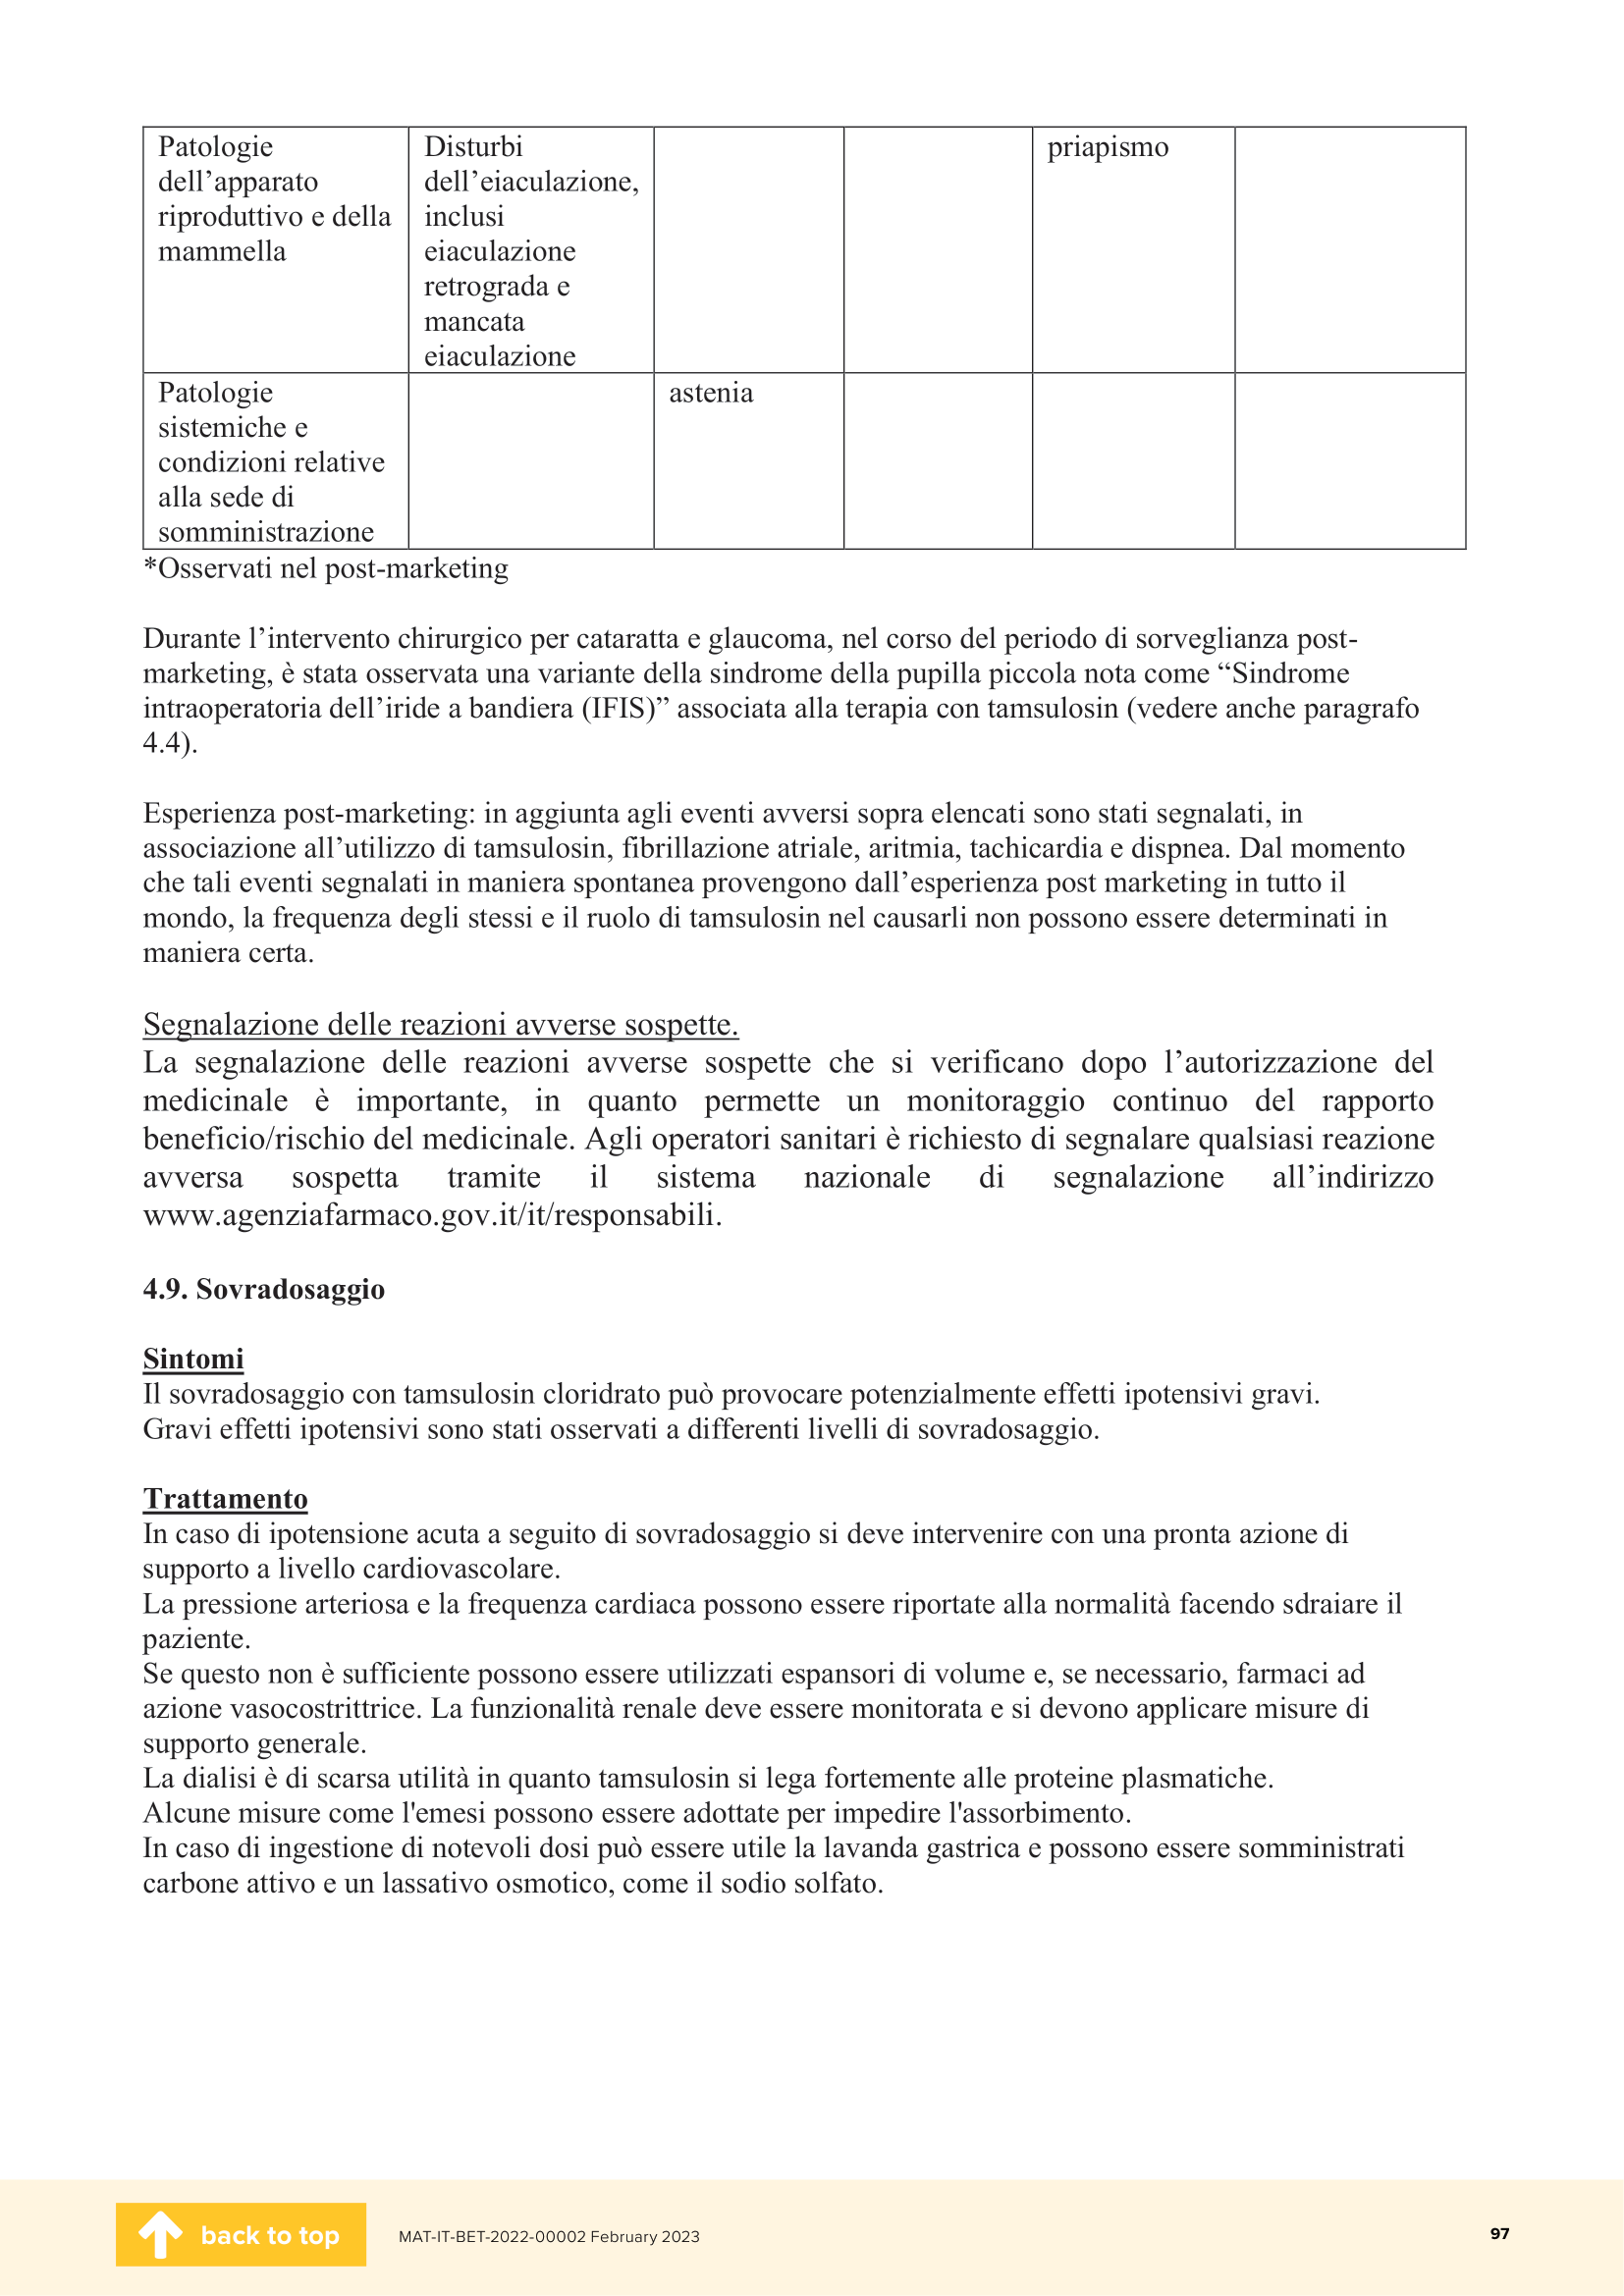 Patologie
dell’apparato
riproduttivo e della
mammella
Disturbi
dell’eiaculazione,
inclusi
eiaculazione
retrograda e
mancata
eiaculazione
priapismo
Patologie
sistemiche e
condizioni relative
alla sede di
somministrazione
astenia
*Osservati nel post-marketing
Durante l’intervento chirurgico per cataratta e glaucoma, nel corso del periodo di sorveglianza post-
marketing, è stata osservata una variante della sindrome della pupilla piccola nota come “Sindrome
intraoperatoria dell’iride a bandiera (IFIS)” associata alla terapia con tamsulosin (vedere anche paragrafo
4.4).
Esperienza post-marketing: in aggiunta agli eventi avversi sopra elencati sono stati segnalati, in
associazione all’utilizzo di tamsulosin, fibrillazione atriale, aritmia, tachicardia e dispnea. Dal momento
che tali eventi segnalati in maniera spontanea provengono dall’esperienza post marketing in tutto il
mondo, la frequenza degli stessi e il ruolo di tamsulosin nel causarli non possono essere determinati in
maniera certa.
Segnalazione delle reazioni avverse sospette.
La segnalazione delle reazioni avverse sospette che si verificano dopo l’autorizzazione del
medicinale è importante, in quanto permette un monitoraggio continuo del rapporto
beneficio/rischio del medicinale. Agli operatori sanitari è richiesto di segnalare qualsiasi reazione
avversa sospetta tramite il sistema nazionale di segnalazione all’indirizzo
www.agenziafarmaco.gov.it/it/responsabili.
4.9. Sovradosaggio
Sintomi
Il sovradosaggio con tamsulosin cloridrato può provocare potenzialmente effetti ipotensivi gravi.
Gravi effetti ipotensivi sono stati osservati a differenti livelli di sovradosaggio.
Trattamento
In caso di ipotensione acuta a seguito di sovradosaggio si deve intervenire con una pronta azione di
supporto a livello cardiovascolare.
La pressione arteriosa e la frequenza cardiaca possono essere riportate alla normalità facendo sdraiare il
paziente.
Se questo non è sufficiente possono essere utilizzati espansori di volume e, se necessario, farmaci ad
azione vasocostrittrice. La funzionalità renale deve essere monitorata e si devono applicare misure di
supporto generale.
La dialisi è di scarsa utilità in quanto tamsulosin si lega fortemente alle proteine plasmatiche.
Alcune misure come l'emesi possono essere adottate per impedire l'assorbimento.
In caso di ingestione di notevoli dosi può essere utile la lavanda gastrica e possono essere somministrati
carbone attivo e un lassativo osmotico, come il sodio solfato.
back to top
MAT-IT-BET-2022-00002 February 2023
97